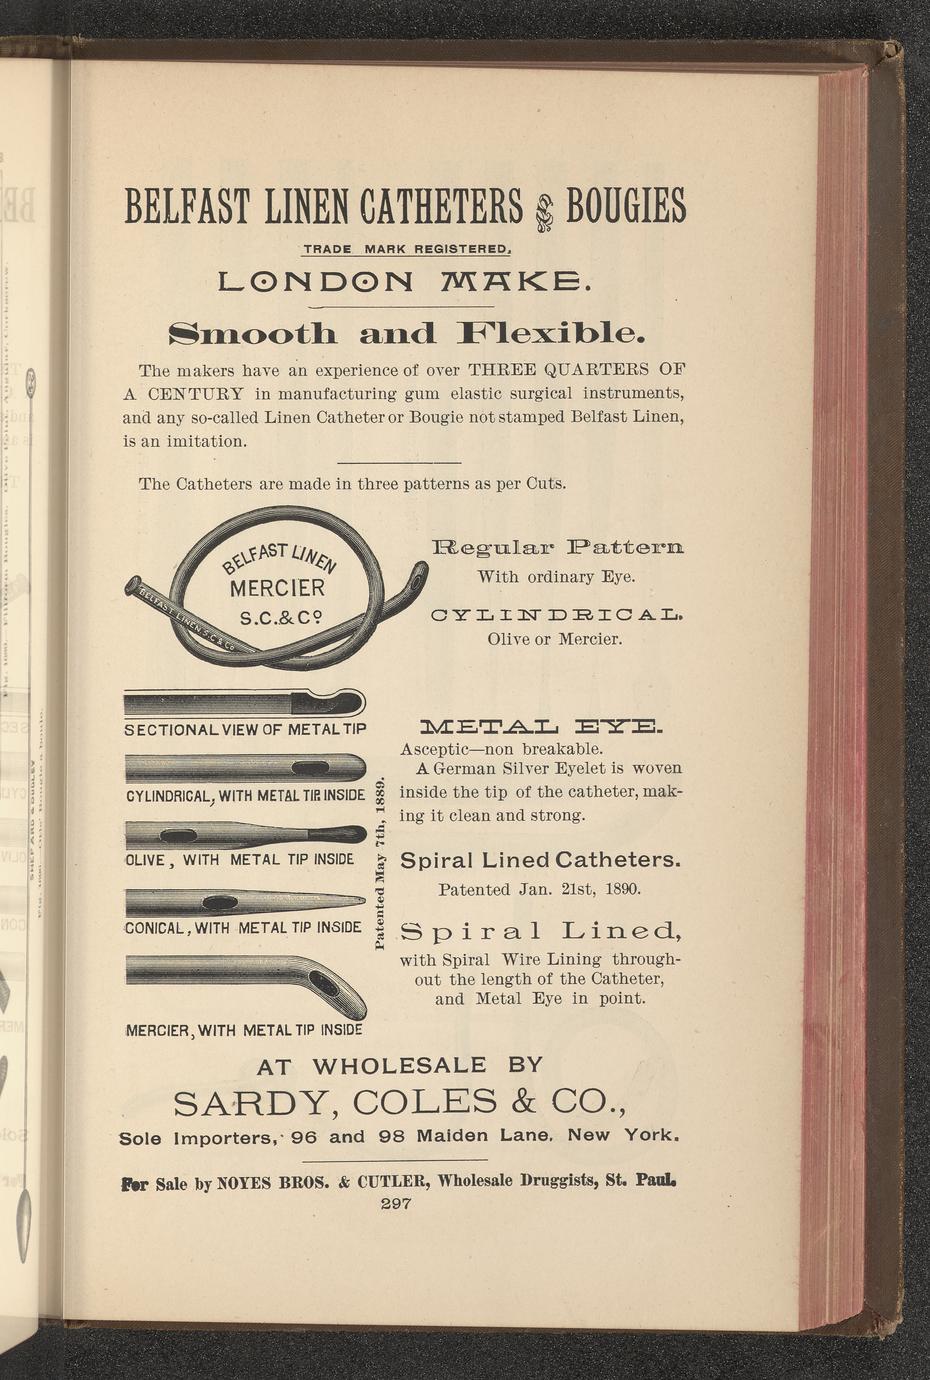 BELFAST LINEN CATHETERS & BOUGIES
TRADE MARK REGISTERED.
LONDON MAKE.
Smooth and Flexible.
The makers have an experience of over THREE QUARTERS OF
A CENTURY in manufacturing gum elastic surgical instruments,
and any so-called Linen Catheter or Bougie not stamped Belfast Linen,
is an imitation.
The Catheters are made in three patterns as per Cuts.
BELFAST LINEN
MERCIER
S.C.& Co
BELFAST LINEN S.C & Co
Regular Pattern
With ordinary Eye.
CYLINDRICAL.
Olive or Mercier.
SECTIONAL VIEW OF METAL TIP
CYLINDRICAL, WITH METAL TIP INSIDE
OLIVE, WITH METAL TIP INSIDE
CONICAL, WITH METAL TIP INSIDE
MERCIER, WITH METAL TIP INSIDE
Patented May 7th, 1889.
METAL EYE.
Asceptic—non breakable.
A German Silver Eyelet is woven
inside the tip of the catheter, mak-
ing it clean and strong.
Spiral Lined Catheters.
Patented Jan. 21st, 1890.
Spiral Lined,
with Spiral Wire Lining through-
out the length of the Catheter,
and Metal Eye in point.
AT WHOLESALE BY
SARDY, COLES & CO.,
Sole Importers, 96 and 98 Maiden Lane. New York.
For Sale by NOYES BROS. & CUTLER, Wholesale Druggists, St. Paul.
297